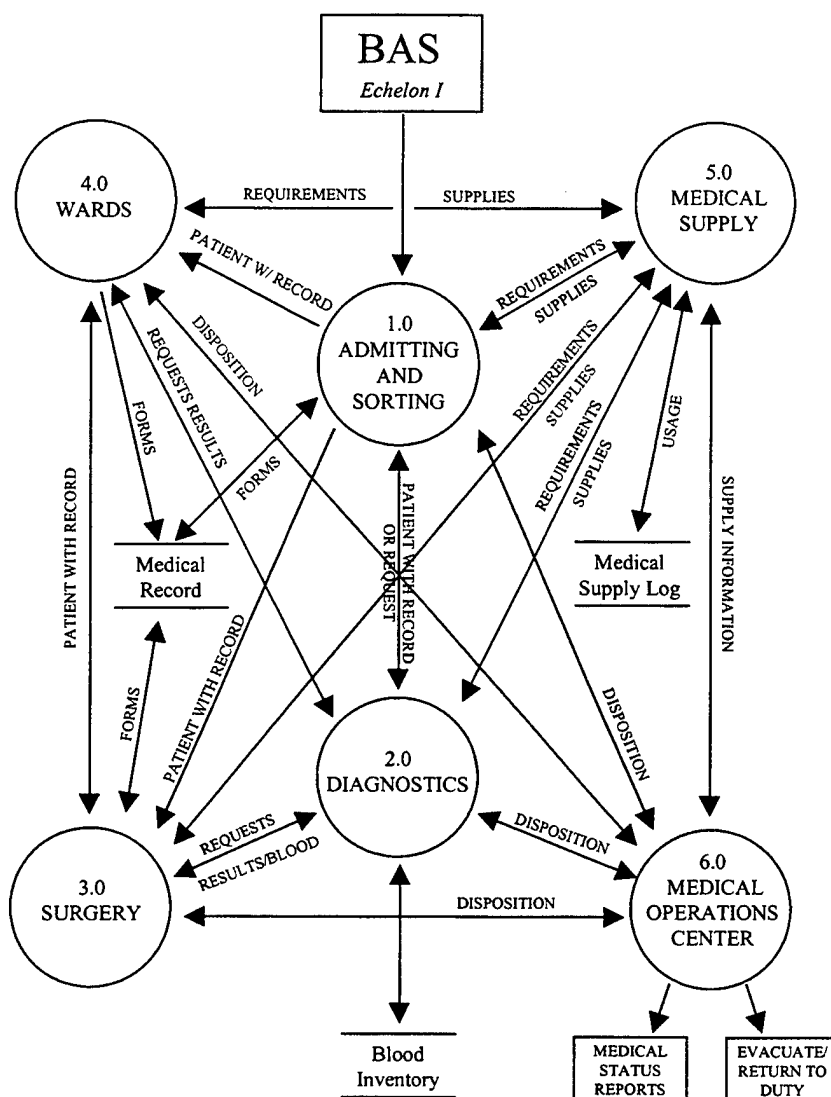 BAS
Echelon I
4.0
WARDS
5.0
MEDICAL
SUPPLY
REQUIREMENTS
SUPPLIES
PATIENT W/ RECORD
REQUIREMENTS
SUPPLIES
1.0
ADMITTING
AND
SORTING
DISPOSITION
REQUESTS RESULTS
REQUIREMENTS
SUPPLIES
REQUIREMENTS
SUPPLIES
USAGE
FORMS
FORMS
PATIENT WITH RECORD
PATIENT WITH RECORD
OR REQUEST
SUPPLY INFORMATION
Medical
Record
Medical
Supply Log
FORMS
PATIENT WITH RECORD
DISPOSITION
2.0
DIAGNOSTICS
REQUESTS
RESULTS/BLOOD
DISPOSITION
3.0
SURGERY
DISPOSITION
6.0
MEDICAL
OPERATIONS
CENTER
Blood
Inventory
MEDICAL
STATUS
REPORTS
EVACUATE/
RETURN TO
DUTY